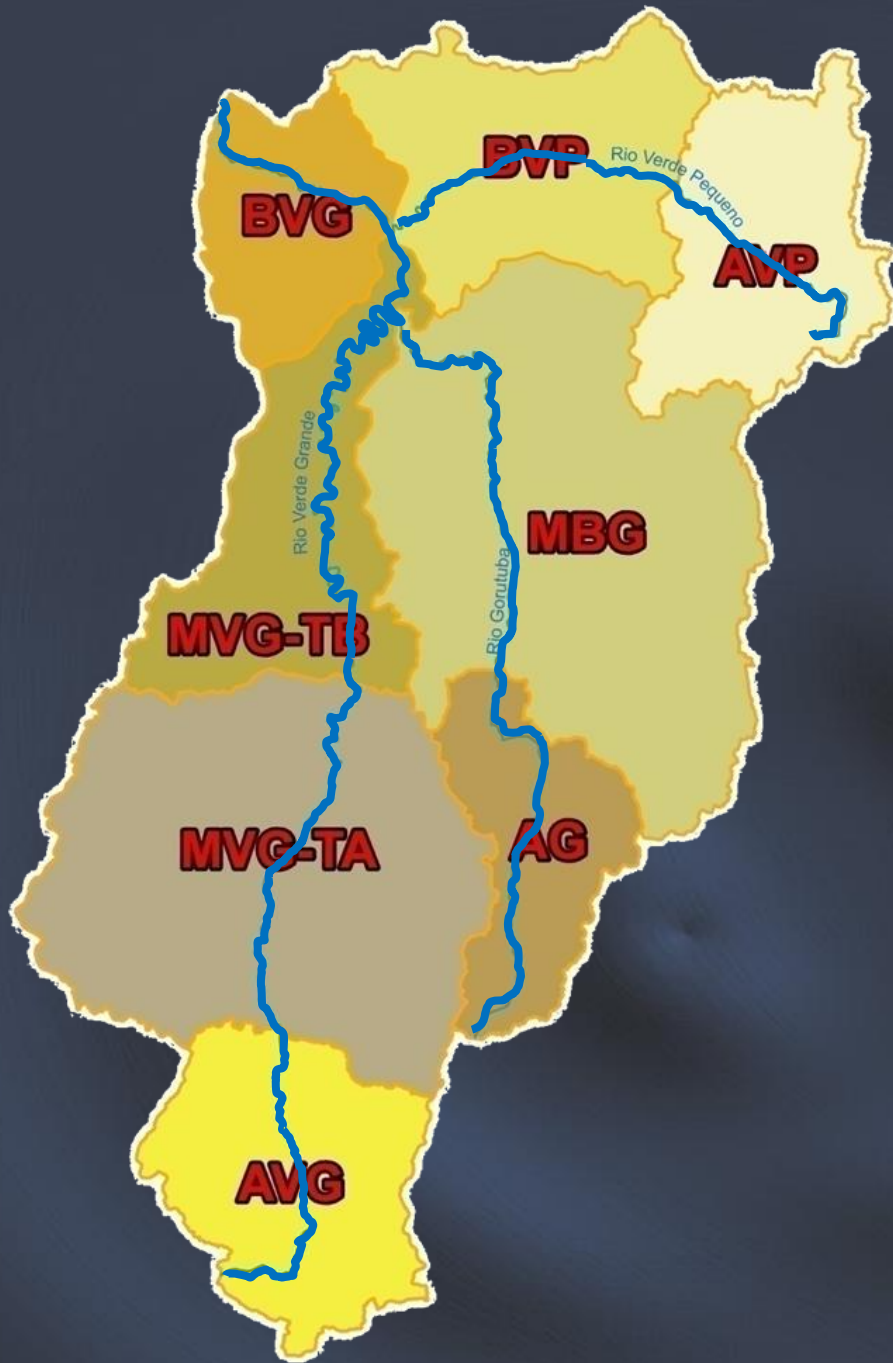 BVP
Rio Verde Pequeno
BVG
AVP
Rio Verde Grande
MBG
Rio Gorutuba
MVG-TB
MVG-TA
AG
AVG